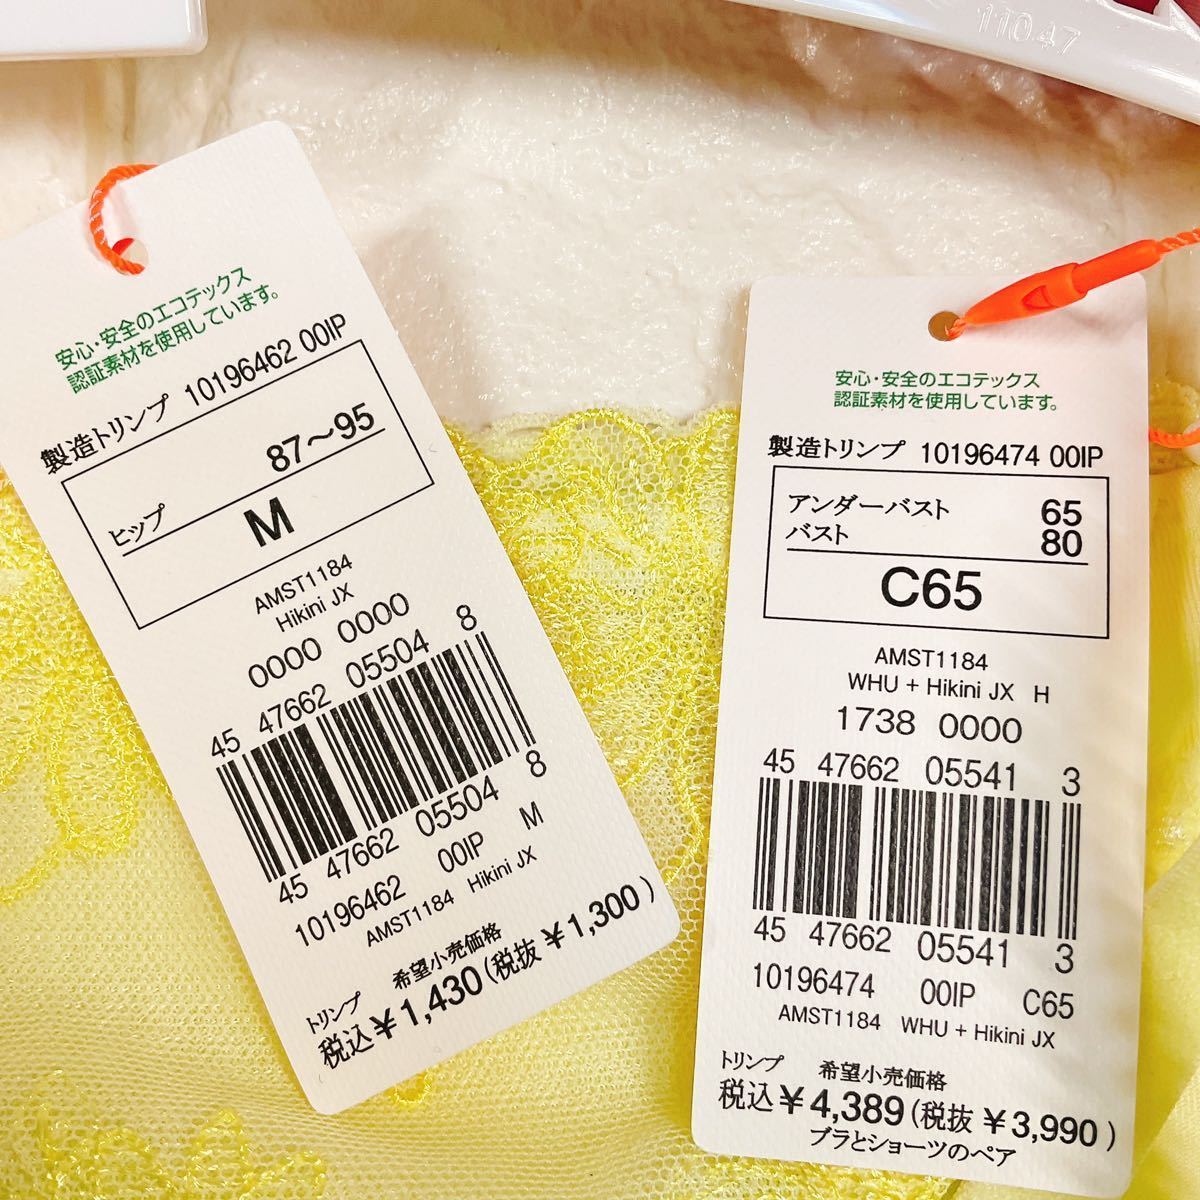 11047
安心・安全のエコテックス
認証素材を使用しています。
製造トリンプ 10196462 00IP
ヒップ 87～95
M
AMST1184
Hikini JX
0000 0000
45 47662 05504 8
45 47662 05504 8
10196462 00IP M
AMST1184 Hikini JX
トリンプ 希望小売価格
税込￥1,430(税抜￥1,300)
安心・安全のエコテックス
認証素材を使用しています。
製造トリンプ 10196474 00IP
アンダーバスト 65
バスト 80
C65
AMST1184
WHU + Hikini JX H
1738 0000
45 47662 05541 3
45 47662 05541 3
10196474 00IP C65
AMST1184 WHU + Hikini JX
トリンプ 希望小売価格
税込￥4,389(税抜￥3,990)
ブラとショーツのペア